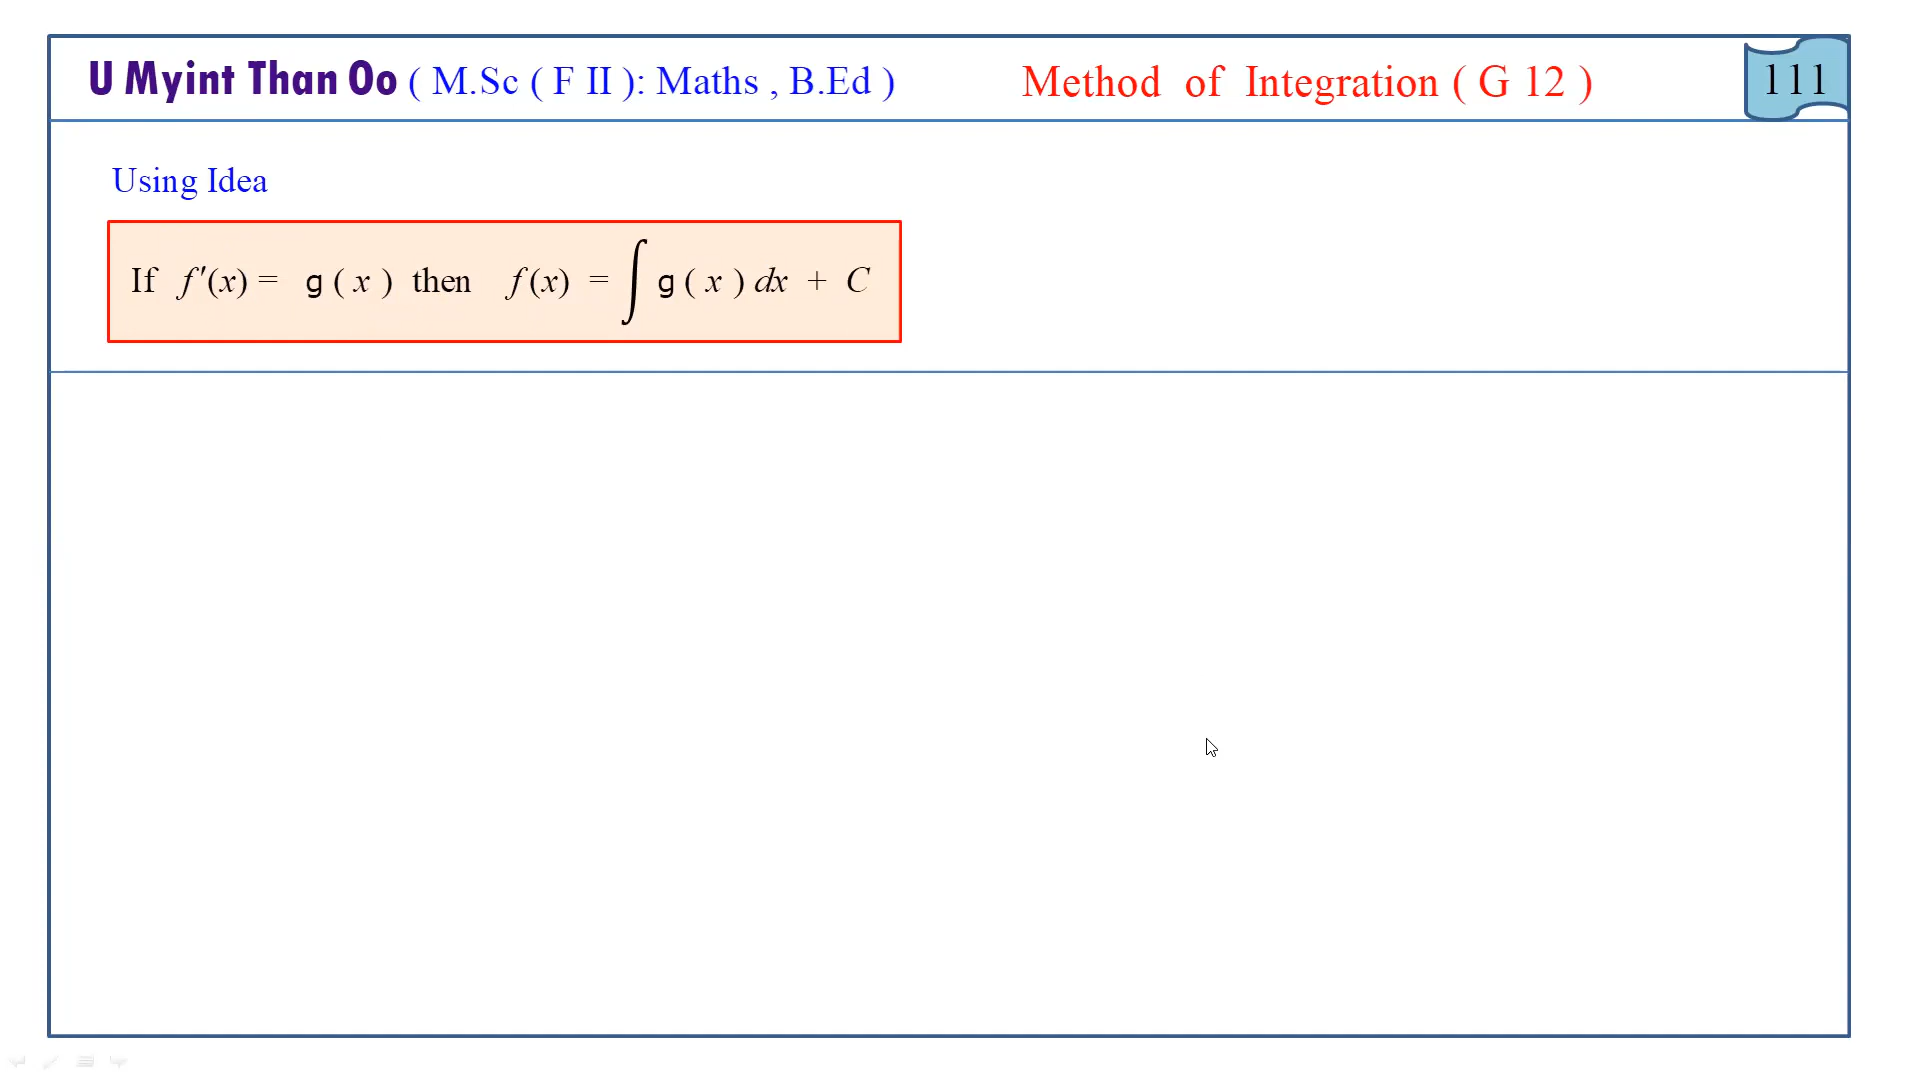 U Myint Than Oo ( M.Sc ( F II ): Maths , B.Ed ) Method of Integration ( G 12 ) 111
Using Idea
If f′(x) = g ( x ) then f (x) = ∫ g ( x ) dx + C